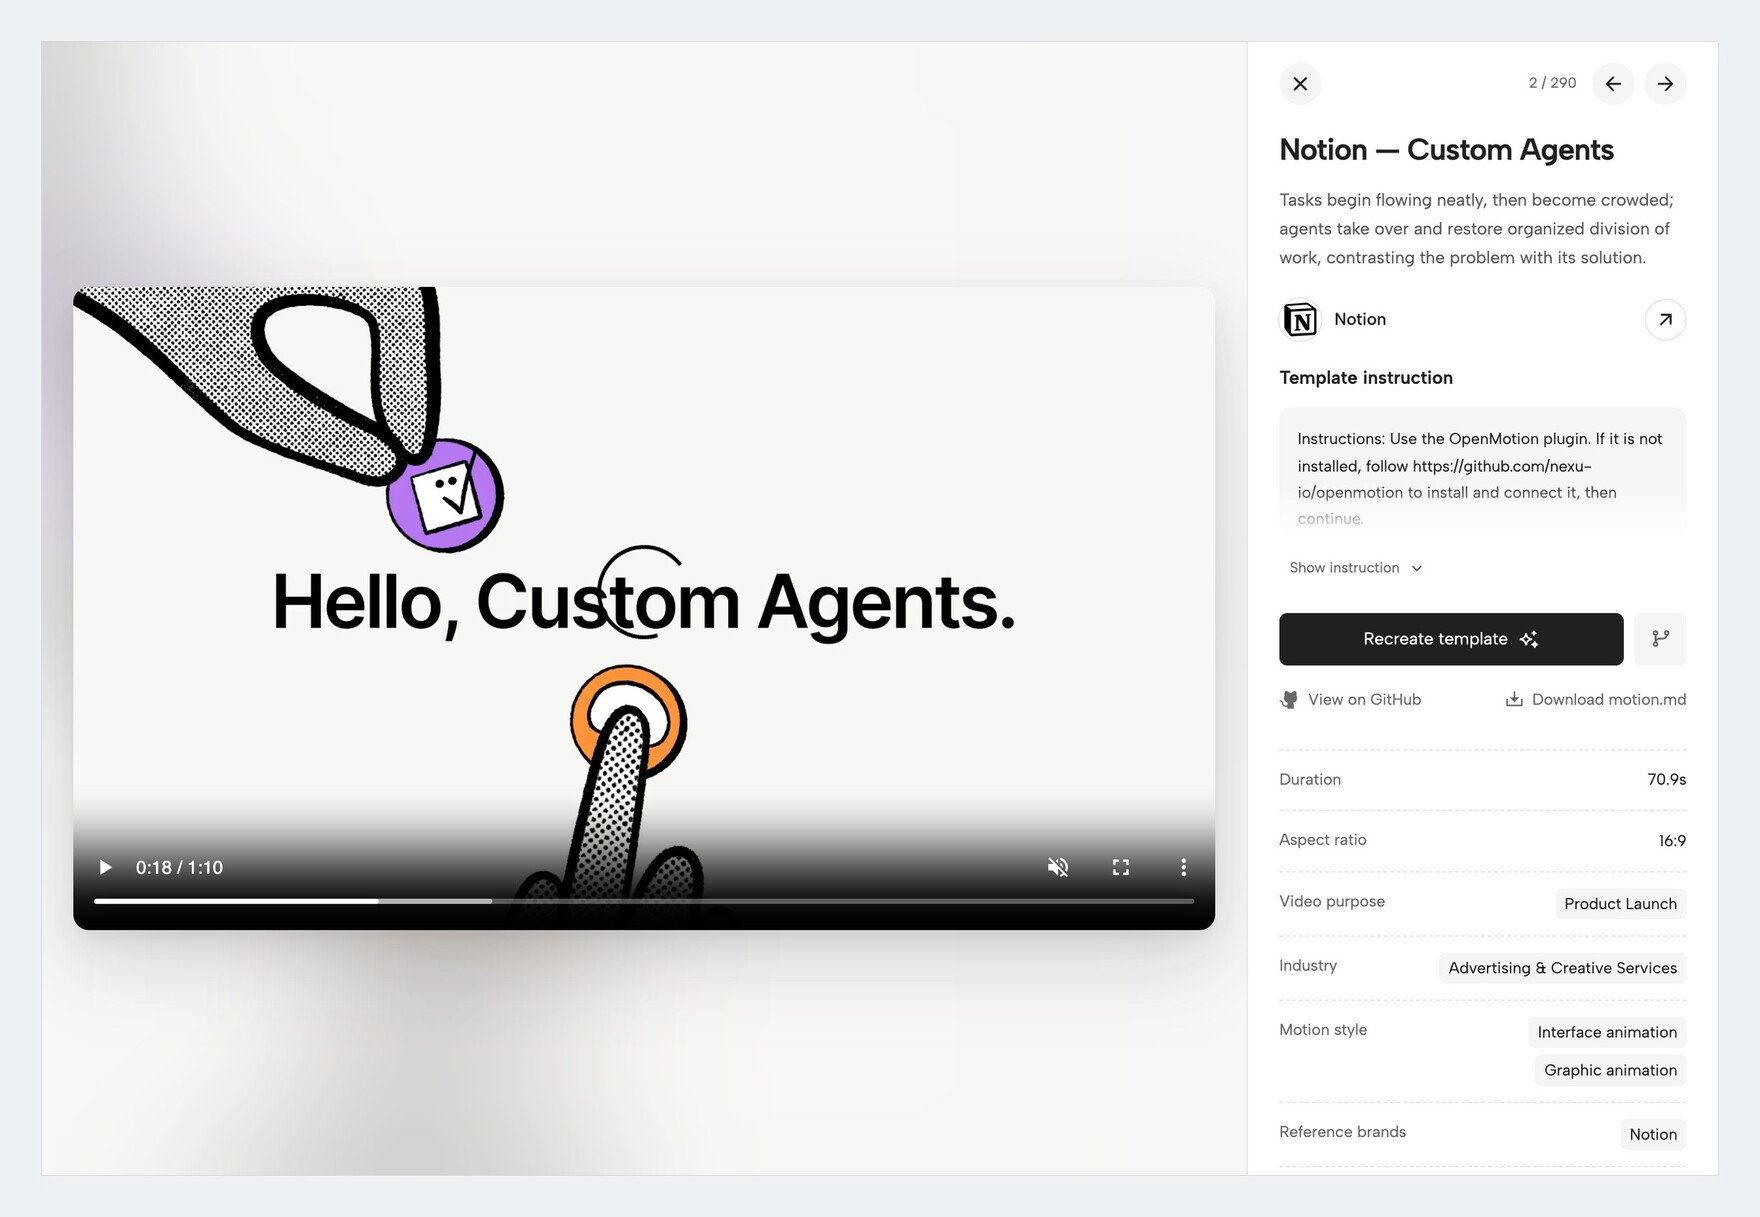 2 / 290
Notion — Custom Agents
Tasks begin flowing neatly, then become crowded;
agents take over and restore organized division of
work, contrasting the problem with its solution.
N
Notion
Template instruction
Instructions: Use the OpenMotion plugin. If it is not
installed, follow https://github.com/nexu-
io/openmotion to install and connect it, then
continue.
Show instruction
Recreate template
View on GitHub
Download motion.md
Duration
70.9s
Aspect ratio
16:9
Video purpose
Product Launch
Industry
Advertising & Creative Services
Motion style
Interface animation
Graphic animation
Reference brands
Notion
Hello, Custom Agents.
0:18 / 1:10